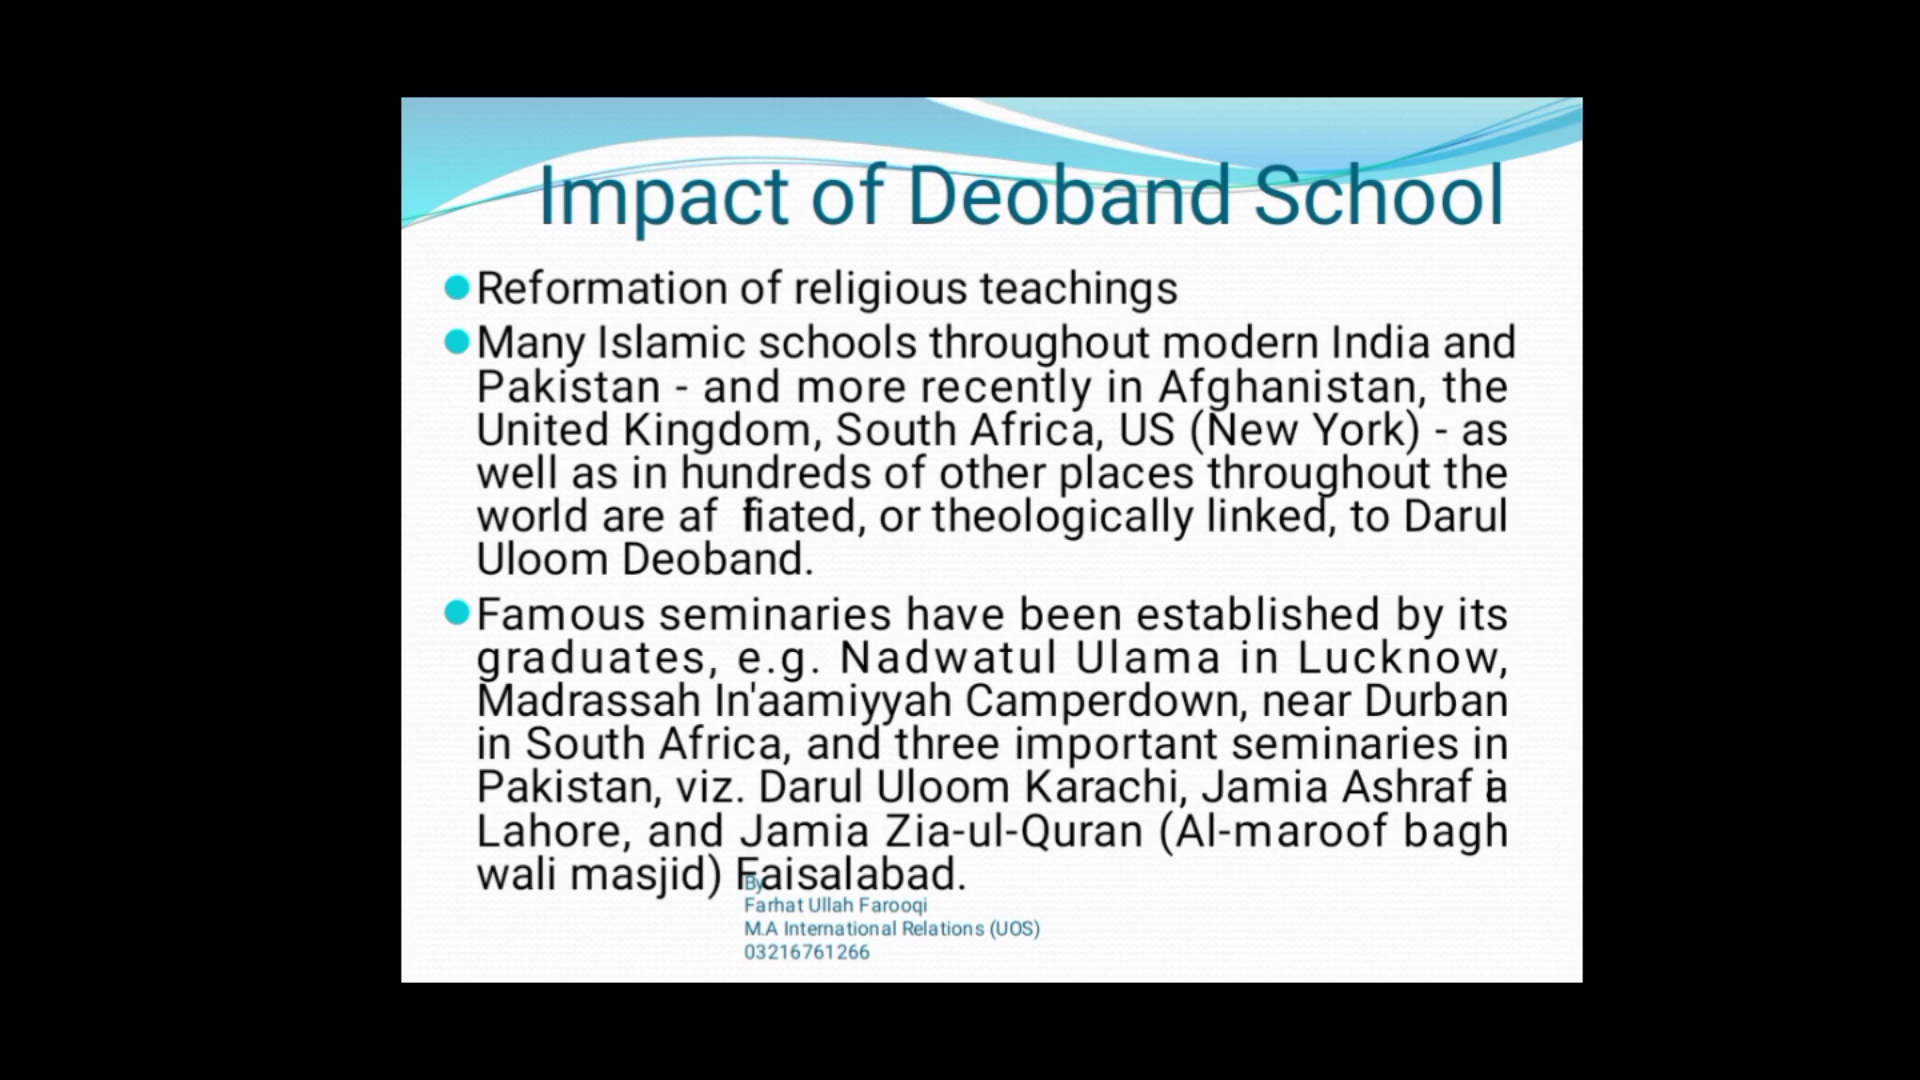 Impact of Deoband School
Reformation of religious teachings
Many Islamic schools throughout modern India and
Pakistan - and more recently in Afghanistan, the
United Kingdom, South Africa, US (New York) - as
well as in hundreds of other places throughout the
world are af fiated, or theologically linked, to Darul
Uloom Deoband.
Famous seminaries have been established by its
graduates, e.g. Nadwatul Ulama in Lucknow,
Madrassah In'aamiyyah Camperdown, near Durban
in South Africa, and three important seminaries in
Pakistan, viz. Darul Uloom Karachi, Jamia Ashraf ia
Lahore, and Jamia Zia-ul-Quran (Al-maroof bagh
wali masjid) Faisalabad.
By
Farhat Ullah Farooqi
M.A International Relations (UOS)
03216761266